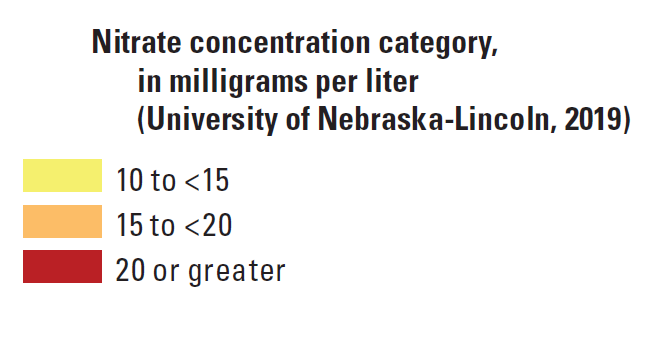 Nitrate concentration category,
in milligrams per liter
(University of Nebraska-Lincoln, 2019)
10 to <15
15 to <20
20 or greater